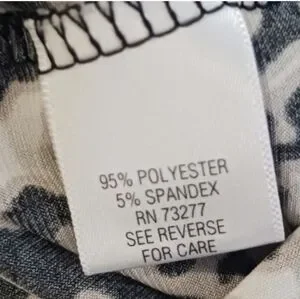 95% POLYESTER
5% SPANDEX
RN 73277
SEE REVERSE
FOR CARE